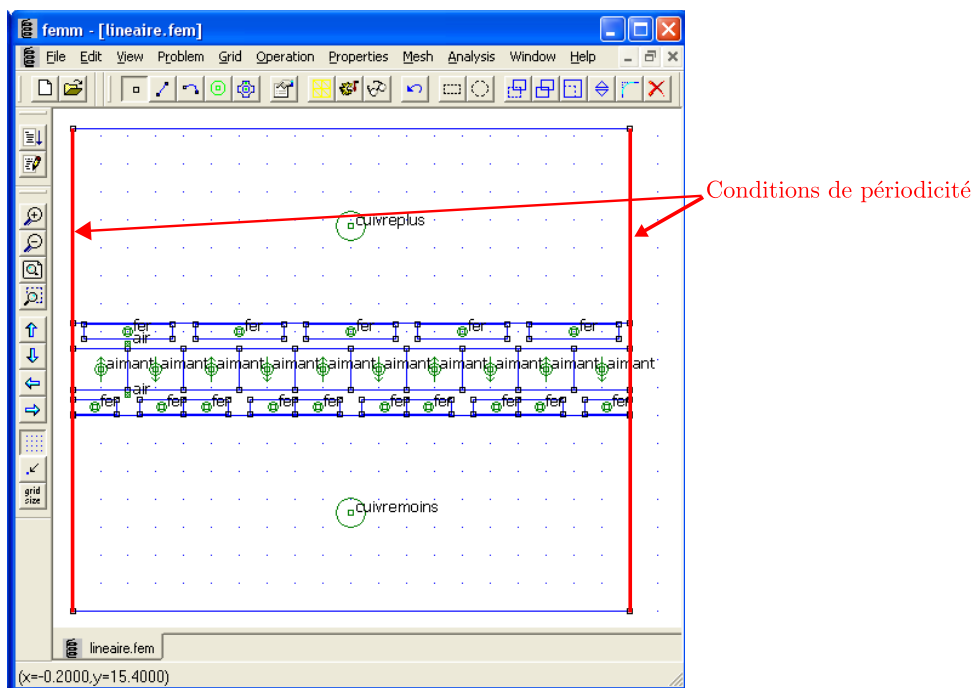 femm - [lineaire.fem]
File Edit View Problem Grid Operation Properties Mesh Analysis Window Help
Conditions de périodicité
cuivreplus
fer fer fer fer fer
air
aimant aimant aimant aimant aimant aimant aimant aimant aimant aimant
air
fer fer fer fer fer fer fer fer fer
grid
size
cuivremoins
lineaire.fem
(x=-0.2000,y=15.4000)